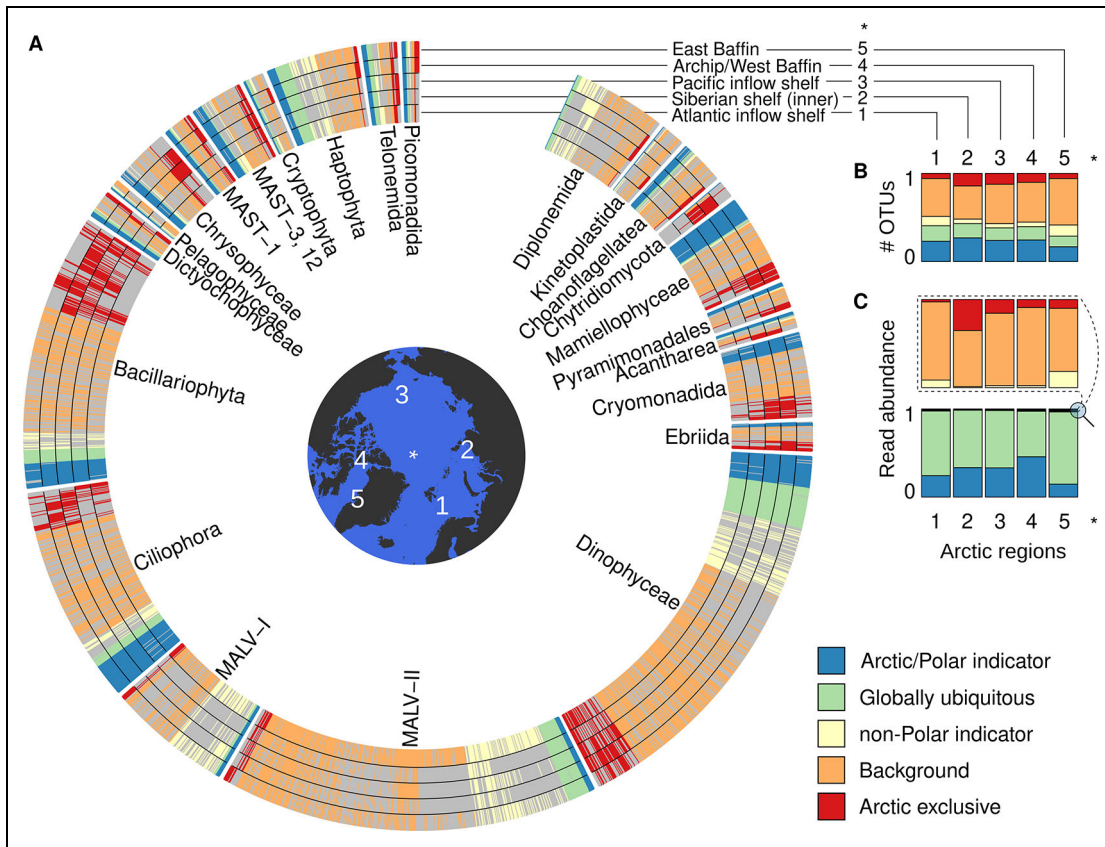 A
*
East Baffin 5
Archip/West Baffin 4
Pacific inflow shelf 3
Siberian shelf (inner) 2
Atlantic inflow shelf 1
1 2 3 4 5 *
B
1
# OTUs
0
C
Read abundance
1
0
1 2 3 4 5 *
Arctic regions
Picomonadida
Telonemida
Haptophyta
Cryptophyta
MAST-3, 12
MAST-1
Chrysophyceae
Pelagophyceae
Dictyochophyceae
Bacillariophyta
Ciliophora
MALV-I
MALV-II
Dinophyceae
Ebriida
Cryomonadida
Acantharea
Pyramimonadales
Mamiellophyceae
Chytridiomycota
Choanoflagellatea
Kinetoplastida
Diplonemida
3
2
4
*
5
1
Arctic/Polar indicator
Globally ubiquitous
non-Polar indicator
Background
Arctic exclusive